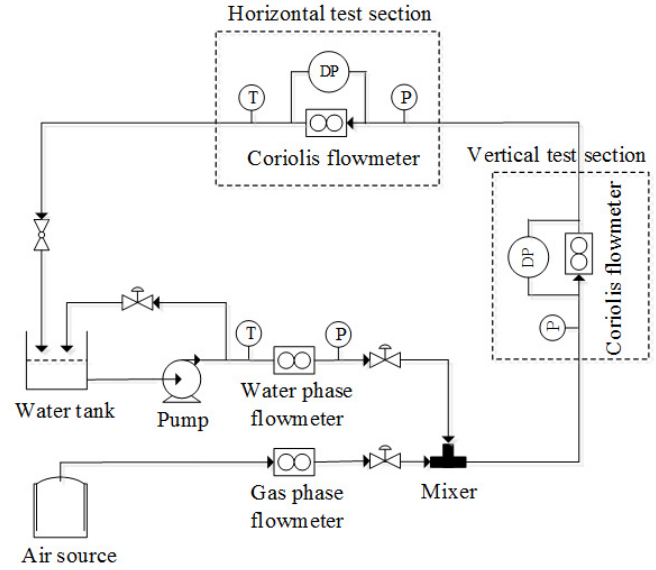 Horizontal test section
DP
T
P
Coriolis flowmeter
Vertical test section
DP
P
Coriolis flowmeter
T
P
Water tank
Pump
Water phase
flowmeter
Mixer
Gas phase
flowmeter
Air source